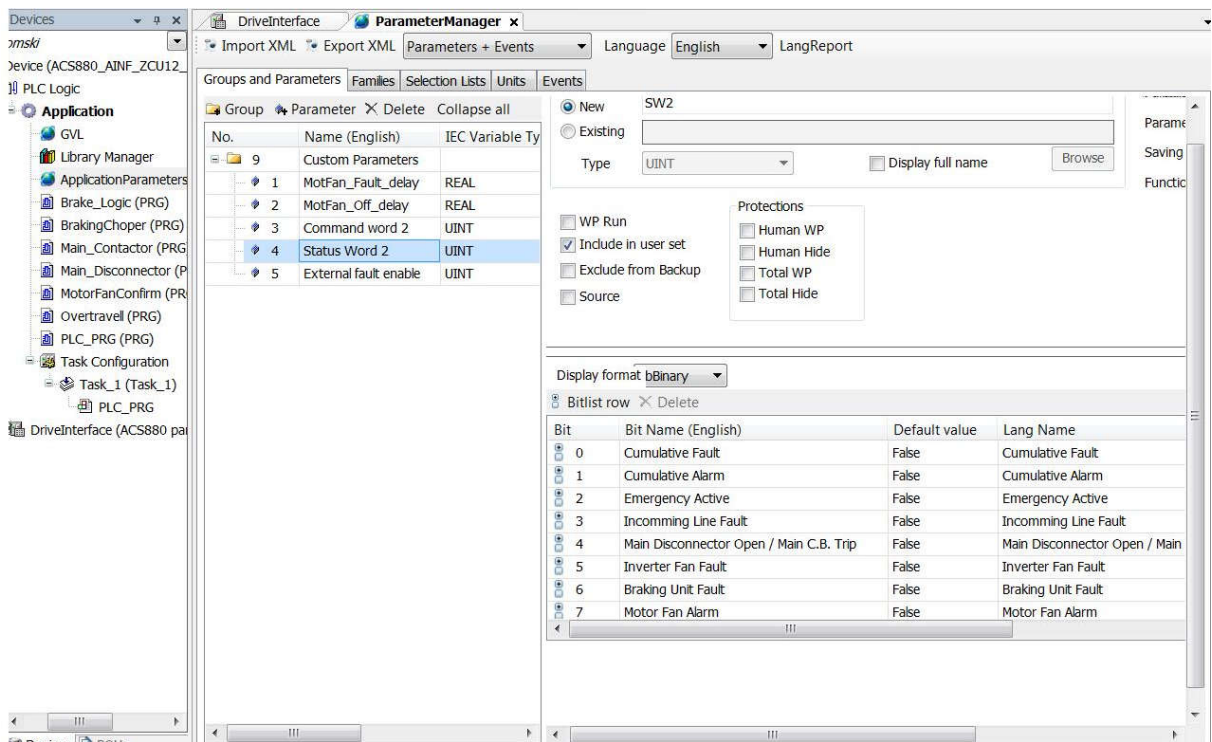 Devices
DriveInterface
ParameterManager x
omski
Import XML Export XML Parameters + Events Language English LangReport
Device (ACS880_AINF_ZCU12_
PLC Logic
Application
GVL
Library Manager
ApplicationParameters
Brake_Logic (PRG)
BrakingChoper (PRG)
Main_Contactor (PRG
Main_Disconnector (P
MotorFanConfirm (PR
Overtravell (PRG)
PLC_PRG (PRG)
Task Configuration
Task_1 (Task_1)
PLC_PRG
DriveInterface (ACS880 pa
Groups and Parameters Families Selection Lists Units Events
Group Parameter Delete Collapse all
No. Name (English) IEC Variable Ty
9 Custom Parameters
1 MotFan_Fault_delay REAL
2 MotFan_Off_delay REAL
3 Command word 2 UINT
4 Status Word 2 UINT
5 External fault enable UINT
New SW2
Existing
Type UINT Display full name Browse
Parame
Saving
Functio
WP Run
Include in user set
Exclude from Backup
Source
Protections
Human WP
Human Hide
Total WP
Total Hide
Display format bBinary
Bitlist row Delete
Bit Bit Name (English) Default value Lang Name
0 Cumulative Fault False Cumulative Fault
1 Cumulative Alarm False Cumulative Alarm
2 Emergency Active False Emergency Active
3 Incomming Line Fault False Incomming Line Fault
4 Main Disconnector Open / Main C.B. Trip False Main Disconnector Open / Main
5 Inverter Fan Fault False Inverter Fan Fault
6 Braking Unit Fault False Braking Unit Fault
7 Motor Fan Alarm False Motor Fan Alarm